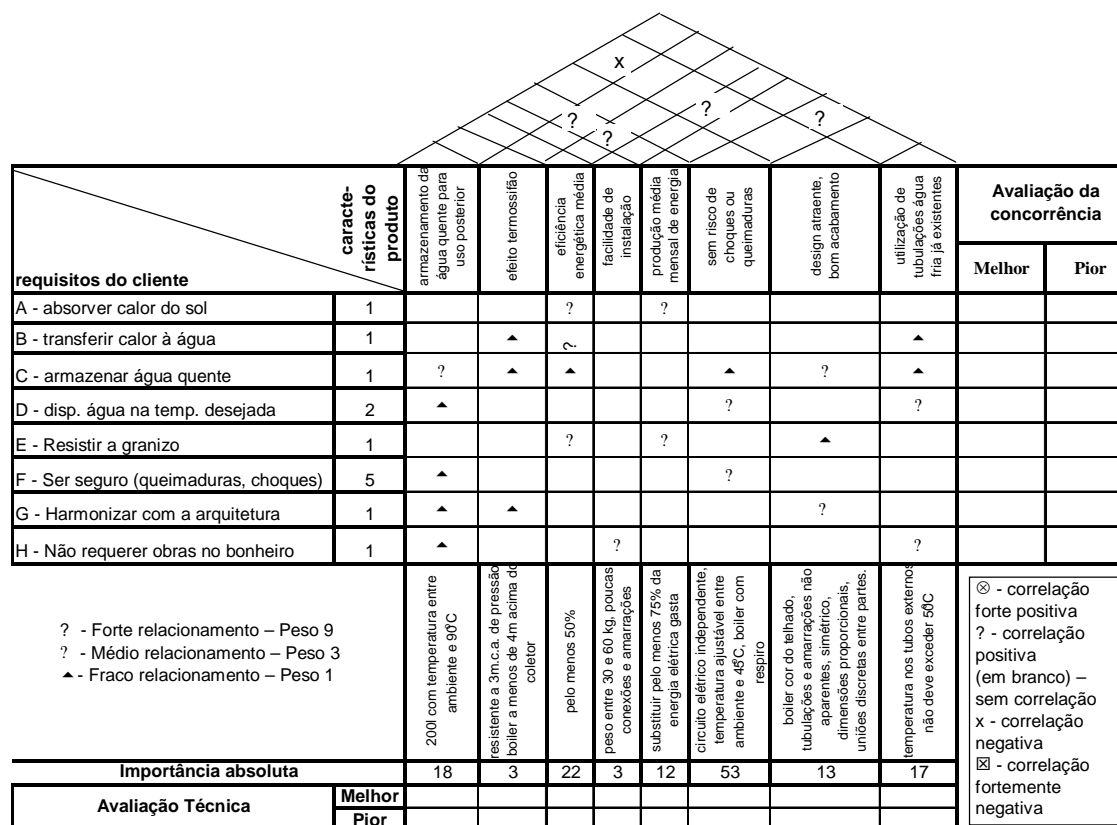 x
?
?
?
?
requisitos do cliente
caracte-
rísticas do
produto
armazenamento da
água quente para
uso posterior
efeito termossifão
eficiência
energética média
facilidade de
instalação
produção média
mensal de energia
sem risco de
choques ou
queimaduras
design atraente,
bom acabamento
utilização de
tubulações água
fria já existentes
Avaliação da
concorrência
Melhor Pior
A - absorver calor do sol 1 ? ?
B - transferir calor à água 1 ▲ ? ▲
C - armazenar água quente 1 ? ▲ ▲ ▲ ? ▲
D - disp. água na temp. desejada 2 ▲ ? ?
E - Resistir a granizo 1 ? ? ▲
F - Ser seguro (queimaduras, choques) 5 ▲ ?
G - Harmonizar com a arquitetura 1 ▲ ▲ ?
H - Não requerer obras no bonheiro 1 ▲ ? ?
? - Forte relacionamento – Peso 9
? - Médio relacionamento – Peso 3
▲ - Fraco relacionamento – Peso 1
200l com temperatura entre
ambiente e 90ºC
resistente a 3m.c.a. de pressão
boiler a menos de 4m acima do
coletor
pelo menos 50%
peso entre 30 e 60 kg, poucas
conexões e amarrações
substituir pelo menos 75% da
energia elétrica gasta
circuito elétrico independente,
temperatura ajustável entre
ambiente e 45ºC, boiler com
respiro
boiler cor do telhado,
tubulações e amarrações não
aparentes, simétrico,
dimensões proporcionais,
uniões discretas entre partes.
temperatura nos tubos externos
não deve exceder 50ºC
⊗ - correlação
forte positiva
? - correlação
positiva
(em branco) –
sem correlação
x - correlação
negativa
☒ - correlação
fortemente
negativa
Importância absoluta 18 3 22 3 12 53 13 17
Avaliação Técnica
Melhor
Pior